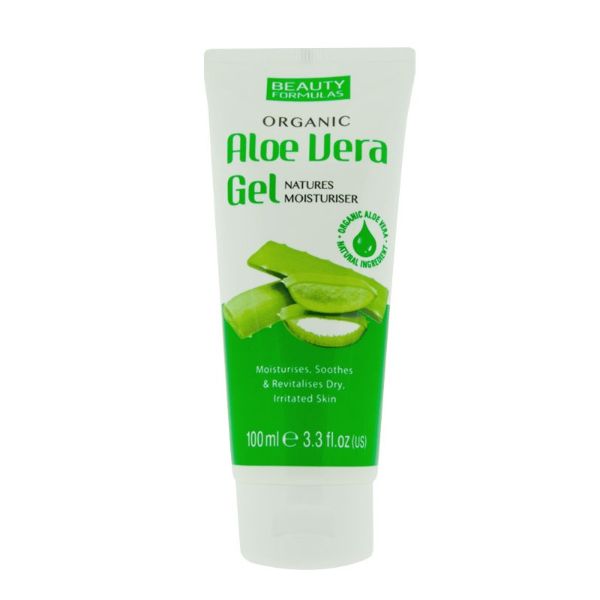 BEAUTY
FORMULAS
ORGANIC
Aloe Vera
Gel NATURES
MOISTURISER
• ORGANIC ALOE VERA •
NATURAL INGREDIENT
Moisturises, Soothes
& Revitalises Dry,
Irritated Skin
100ml ℮ 3.3 fl.oz (US)